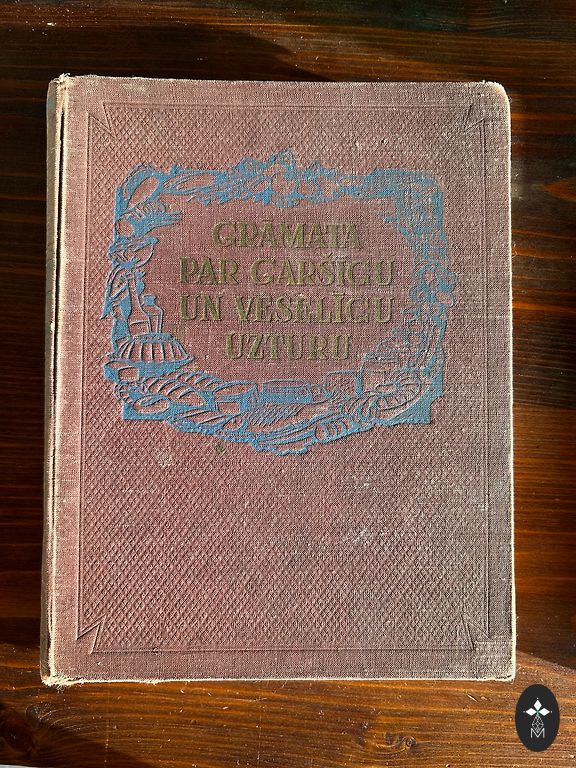 GRĀMATA
PAR GARŠĪGU
UN VESELĪGU
UZTURU
M